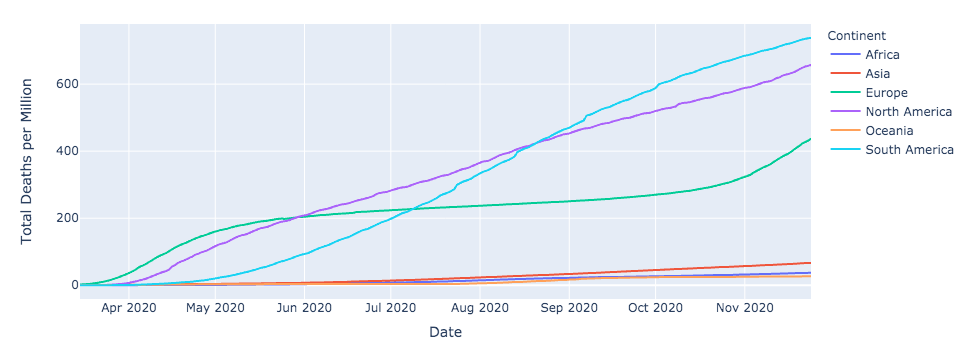 Total Deaths per Million
600
400
200
0
Apr 2020
May 2020
Jun 2020
Jul 2020
Aug 2020
Sep 2020
Oct 2020
Nov 2020
Date
Continent
Africa
Asia
Europe
North America
Oceania
South America